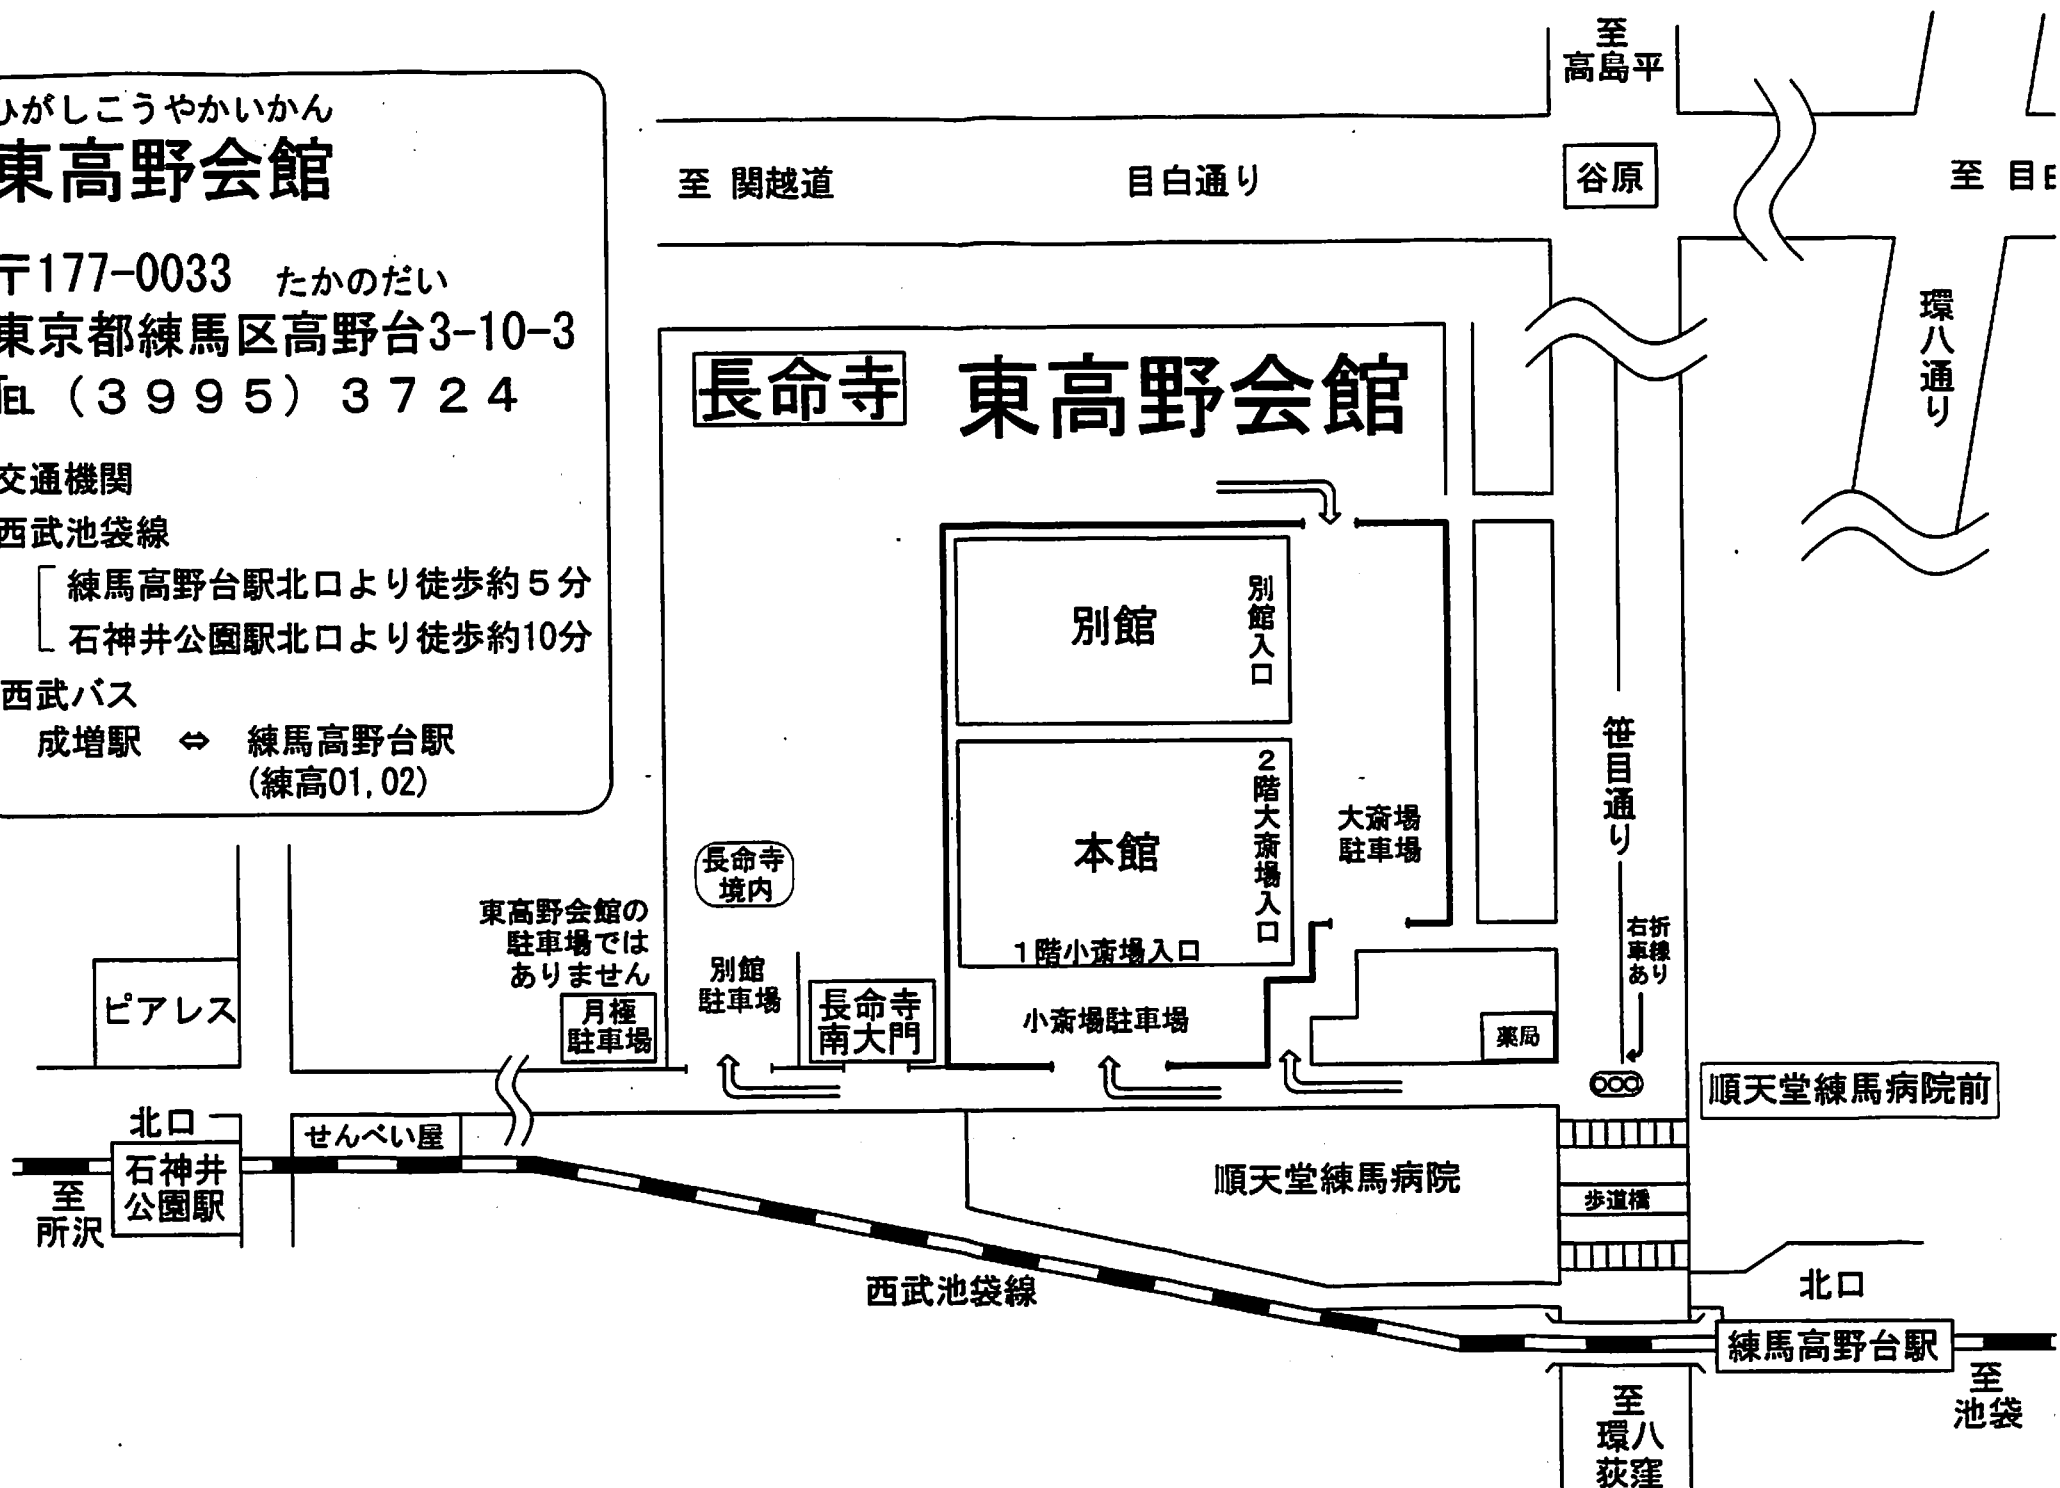 ひがしこうやかいかん
東高野会館
〒177-0033 たかのだい
東京都練馬区高野台3-10-3
℡(3995)3724
交通機関
西武池袋線
練馬高野台駅北口より徒歩約5分
石神井公園駅北口より徒歩約10分
西武バス
成増駅 ⇔ 練馬高野台駅
(練高01,02)
至
高島平
至 関越道
目白通り
谷原
至 目白
環八通り
長命寺
東高野会館
別館
別館入口
本館
2階大斎場入口
1階小斎場入口
大斎場
駐車場
笹目通り
右折
車線
あり
長命寺
境内
東高野会館の
駐車場では
ありません
月極
駐車場
別館
駐車場
長命寺
南大門
小斎場駐車場
薬局
ピアレス
順天堂練馬病院前
北口
せんべい屋
石神井
公園駅
至
所沢
順天堂練馬病院
歩道橋
西武池袋線
北口
練馬高野台駅
至
池袋
至
環八
荻窪